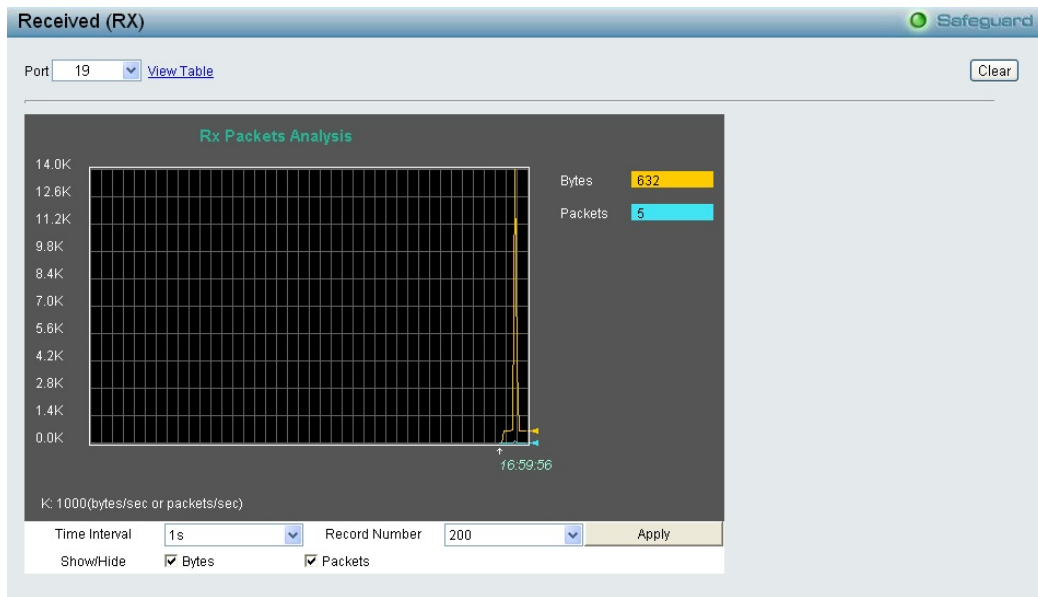 Received (RX)
Safeguard
Port 19 View Table
Clear
Rx Packets Analysis
14.0K
12.6K
11.2K
9.8K
8.4K
7.0K
5.6K
4.2K
2.8K
1.4K
0.0K
Bytes 632
Packets 5
16:59:56
K: 1000(bytes/sec or packets/sec)
Time Interval 1s Record Number 200 Apply
Show/Hide Bytes Packets